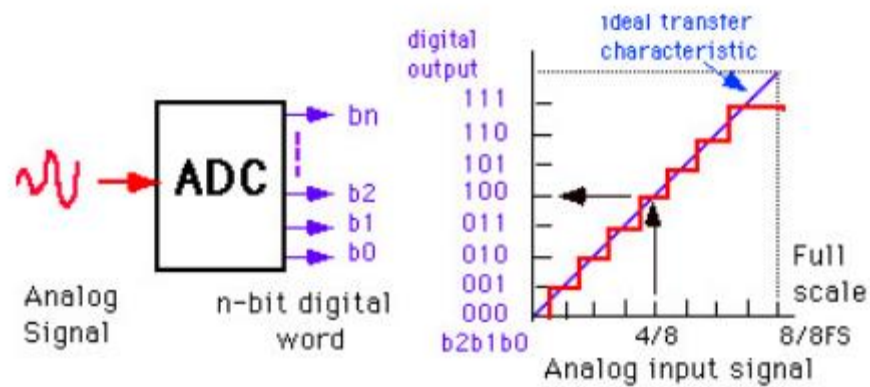 ADC
bn
b2
b1
b0
Analog
Signal
n-bit digital
word
digital
output
ideal transfer
characteristic
111
110
101
100
011
010
001
000
b2b1b0
4/8
8/8FS
Full
scale
Analog input signal